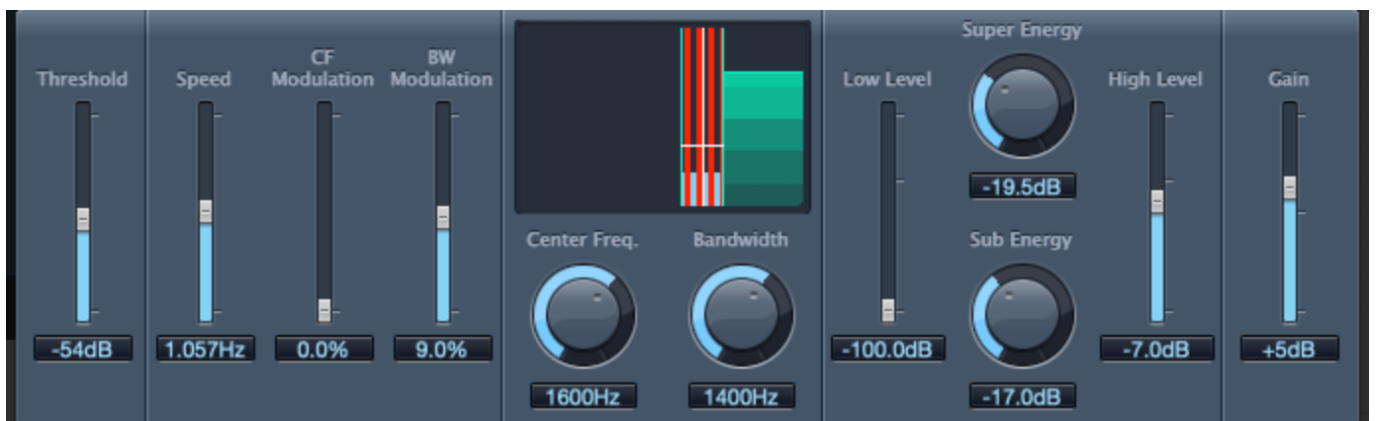 Threshold
-54dB
Speed
1.057Hz
CF
Modulation
0.0%
BW
Modulation
9.0%
Center Freq.
1600Hz
Bandwidth
1400Hz
Low Level
-100.0dB
Super Energy
-19.5dB
Sub Energy
-17.0dB
High Level
-7.0dB
Gain
+5dB